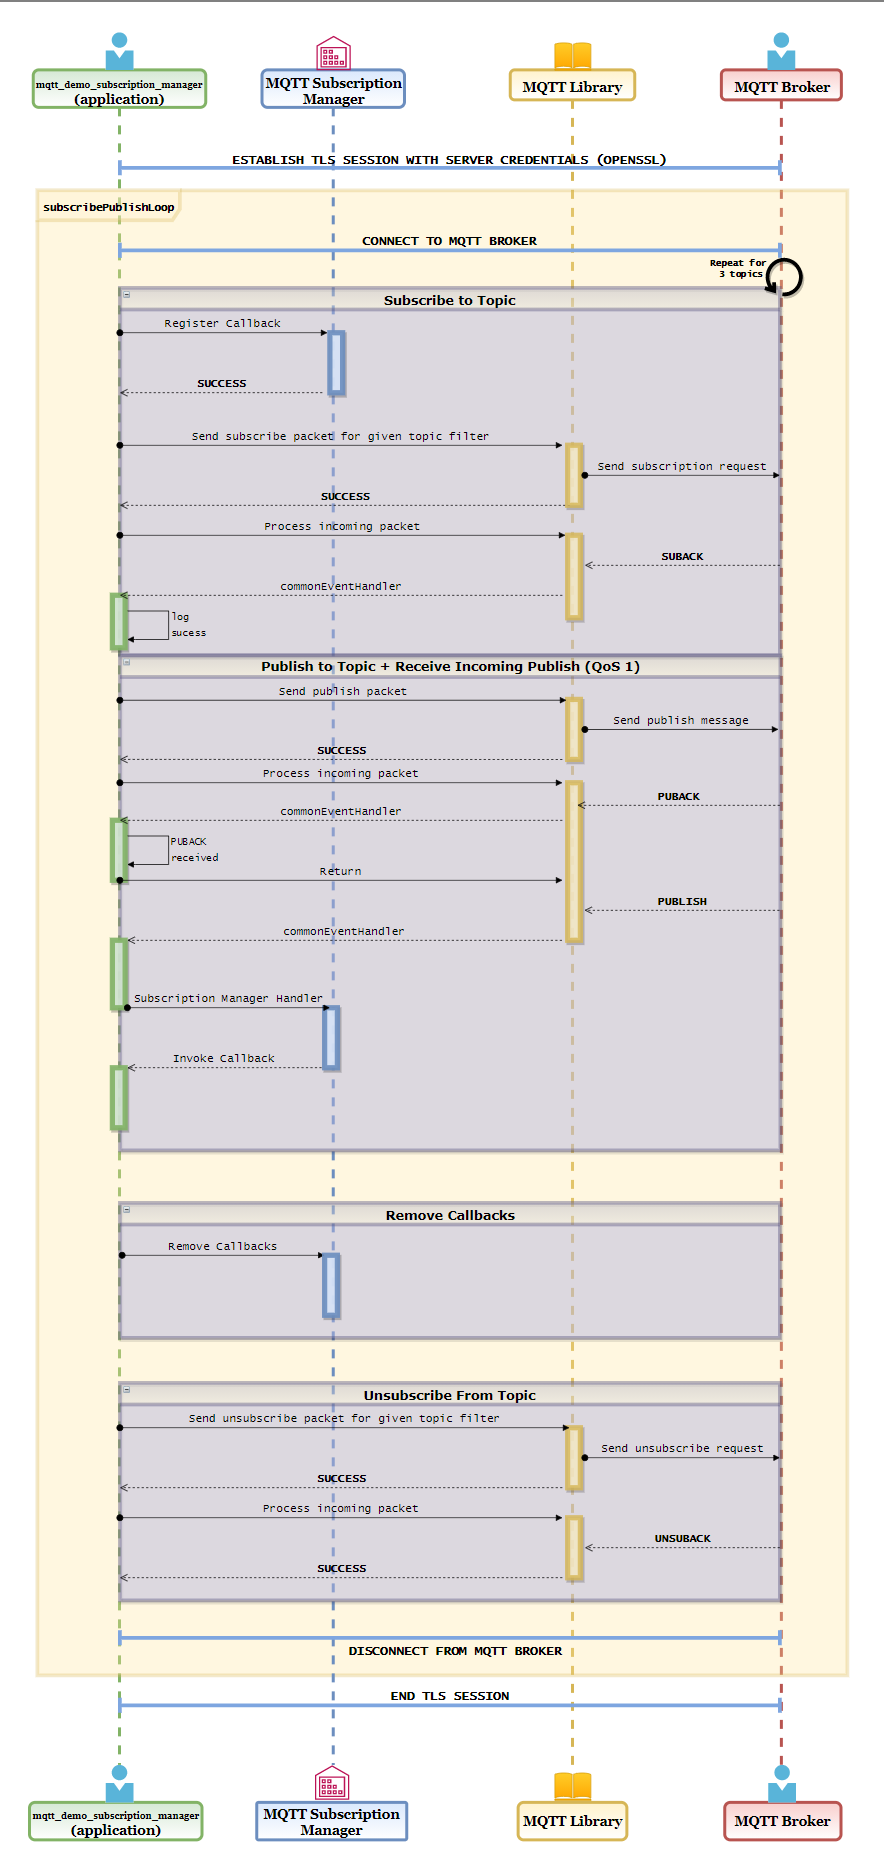 mqtt_demo_subscription_manager
(application)
MQTT Subscription
Manager
MQTT Library
MQTT Broker
ESTABLISH TLS SESSION WITH SERVER CREDENTIALS (OPENSSL)
subscribePublishLoop
CONNECT TO MQTT BROKER
Repeat for
3 topics
Subscribe to Topic
Register Callback
SUCCESS
Send subscribe packet for given topic filter
Send subscription request
SUCCESS
Process incoming packet
SUBACK
commonEventHandler
log
sucess
Publish to Topic + Receive Incoming Publish (QoS 1)
Send publish packet
Send publish message
SUCCESS
Process incoming packet
PUBACK
commonEventHandler
PUBACK
received
Return
PUBLISH
commonEventHandler
Subscription Manager Handler
Invoke Callback
Remove Callbacks
Remove Callbacks
Unsubscribe From Topic
Send unsubscribe packet for given topic filter
Send unsubscribe request
SUCCESS
Process incoming packet
UNSUBACK
SUCCESS
DISCONNECT FROM MQTT BROKER
END TLS SESSION
mqtt_demo_subscription_manager
(application)
MQTT Subscription
Manager
MQTT Library
MQTT Broker